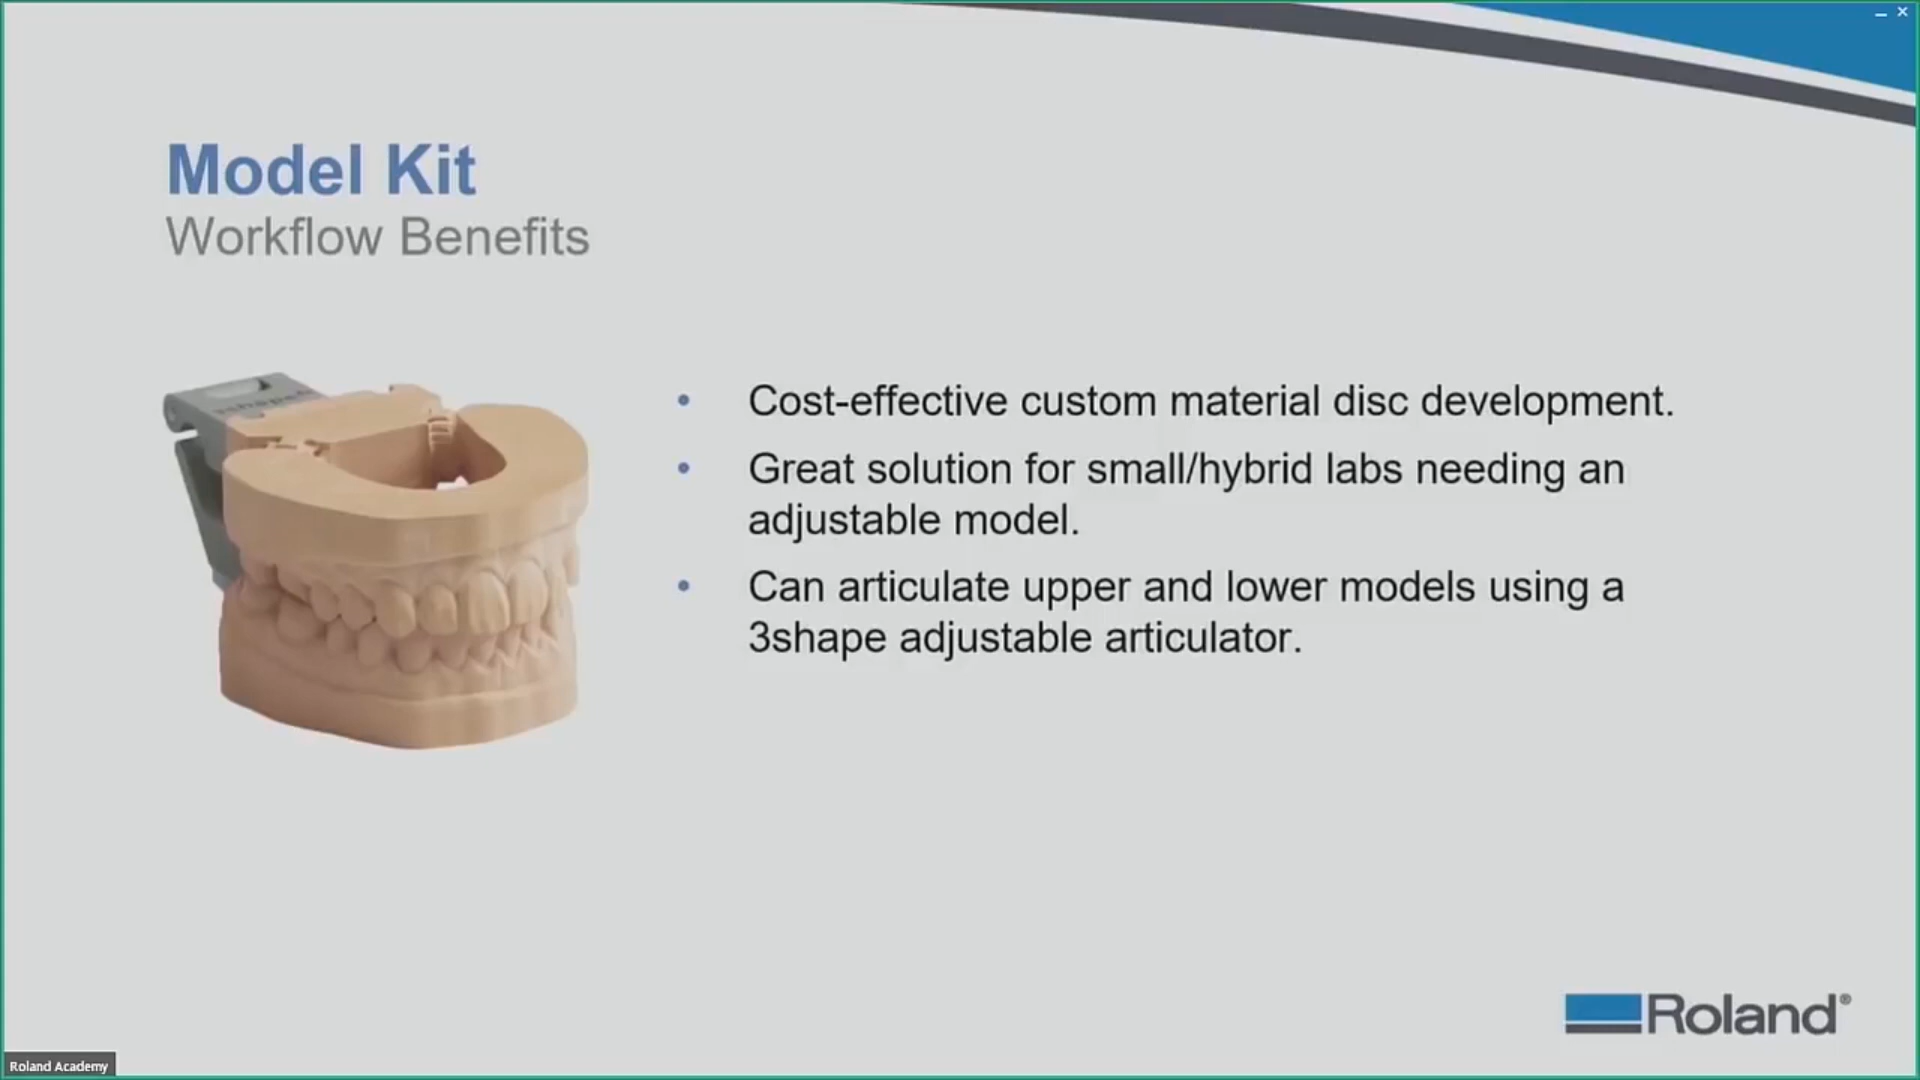 Model Kit
Workflow Benefits
• Cost-effective custom material disc development.
• Great solution for small/hybrid labs needing an
adjustable model.
• Can articulate upper and lower models using a
3shape adjustable articulator.
Roland®
Roland Academy